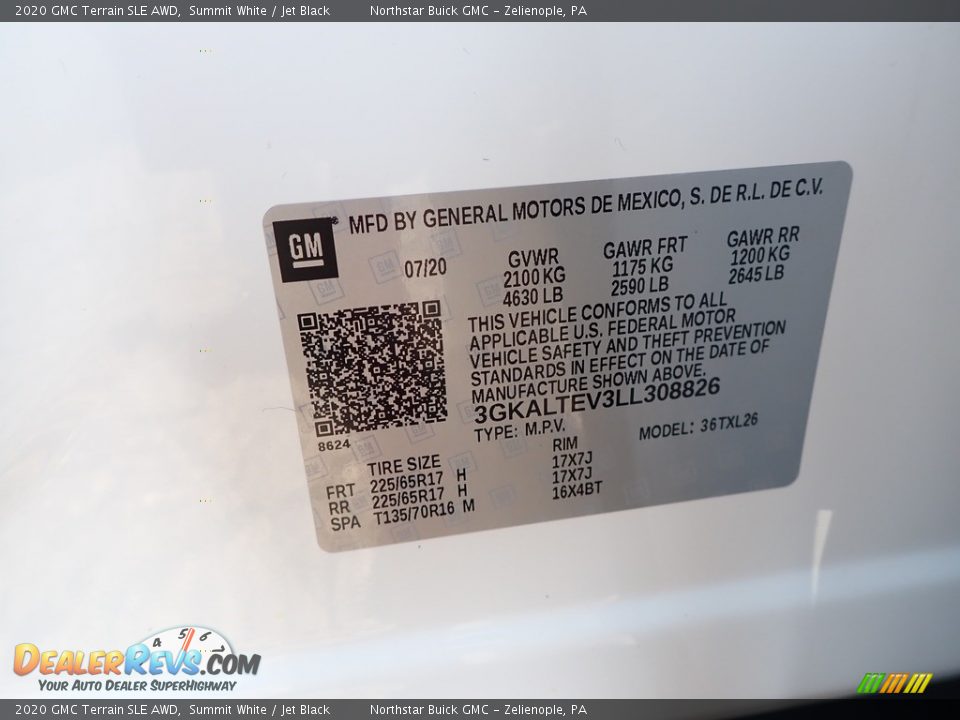 2020 GMC Terrain SLE AWD, Summit White / Jet Black Northstar Buick GMC - Zelienople, PA
GM ® MFD BY GENERAL MOTORS DE MEXICO, S. DE R.L. DE C.V.
07/20
GVWR GAWR FRT GAWR RR
2100 KG 1175 KG 1200 KG
4630 LB 2590 LB 2645 LB
THIS VEHICLE CONFORMS TO ALL
APPLICABLE U.S. FEDERAL MOTOR
VEHICLE SAFETY AND THEFT PREVENTION
STANDARDS IN EFFECT ON THE DATE OF
MANUFACTURE SHOWN ABOVE.
3GKALTEV3LL308826
TYPE: M.P.V. MODEL: 36TXL26
8624
TIRE SIZE RIM
FRT 225/65R17 H 17X7J
RR 225/65R17 H 17X7J
SPA T135/70R16 M 16X4BT
4 5 6
DealerRevs.com
Your Auto Dealer SuperHighway
2020 GMC Terrain SLE AWD, Summit White / Jet Black Northstar Buick GMC - Zelienople, PA